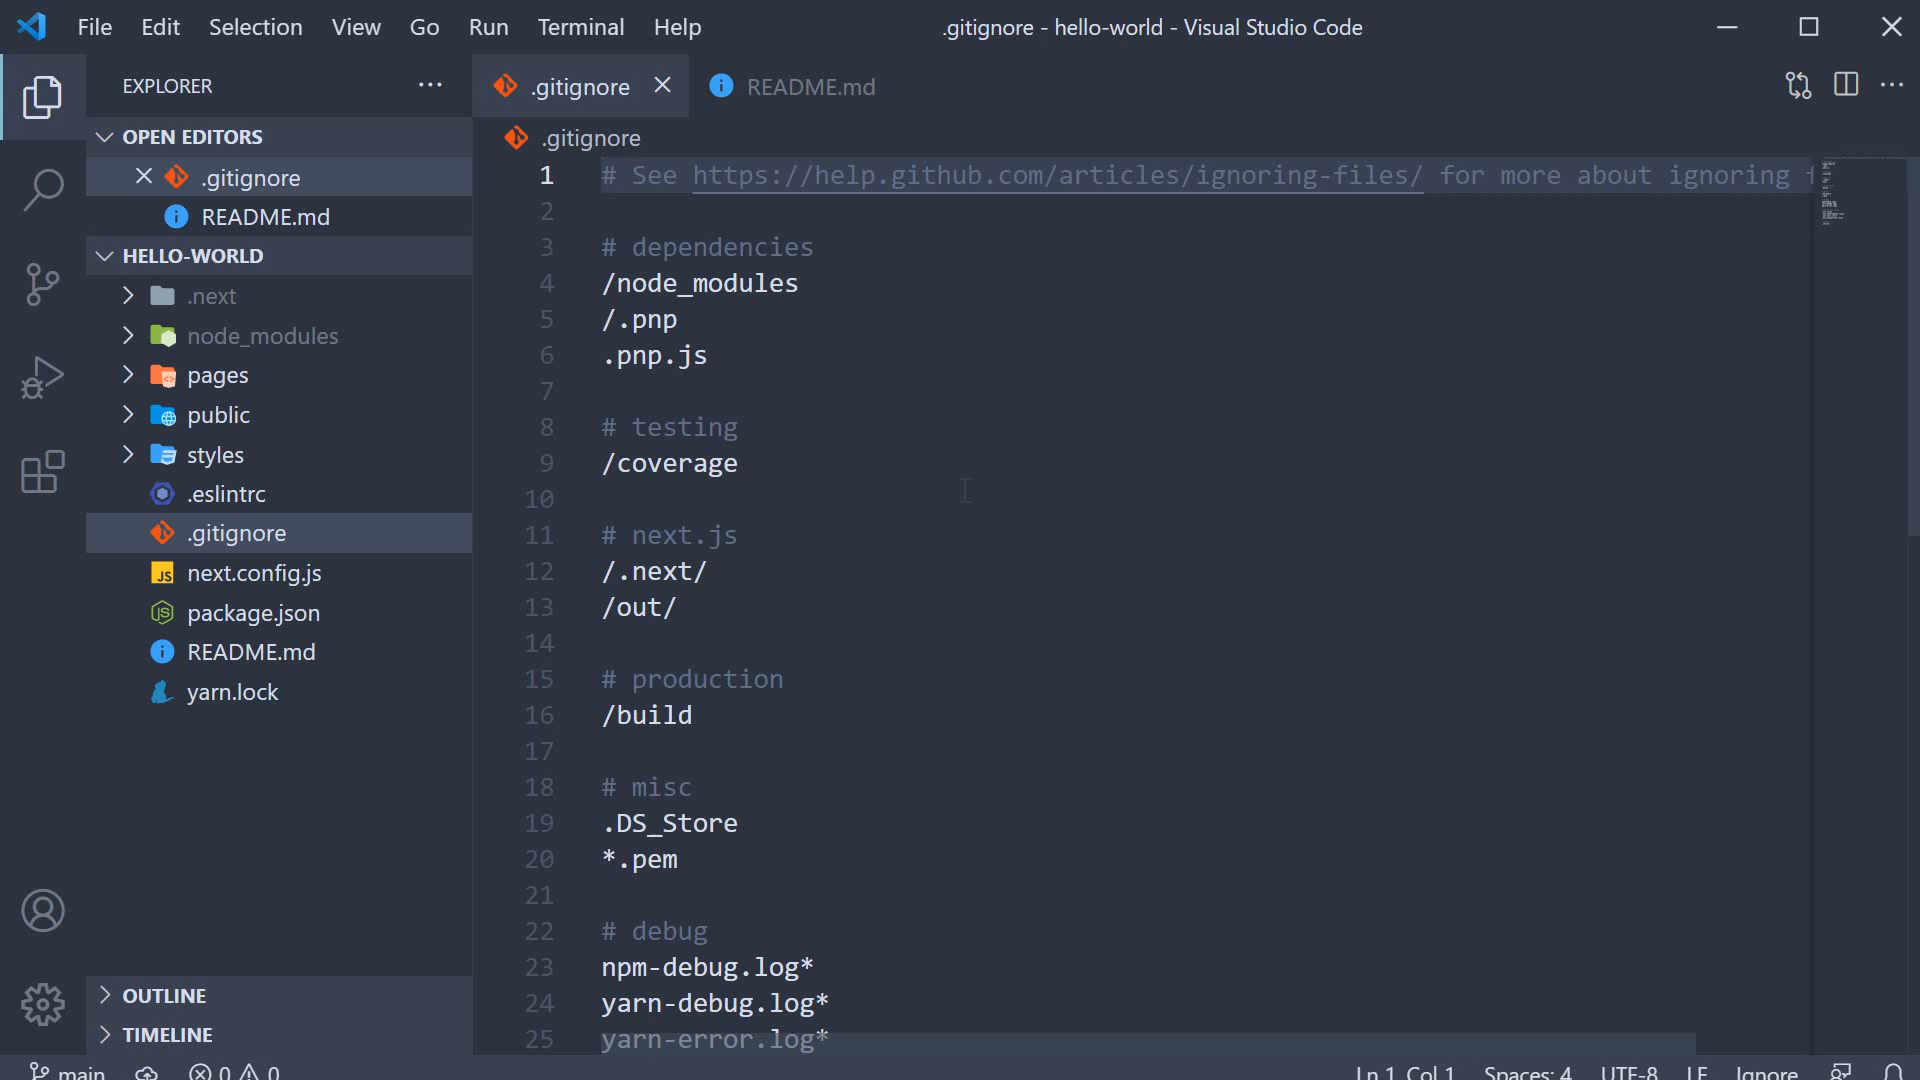 File Edit Selection View Go Run Terminal Help
.gitignore - hello-world - Visual Studio Code
EXPLORER
OPEN EDITORS
.gitignore
README.md
HELLO-WORLD
.next
node_modules
pages
public
styles
.eslintrc
.gitignore
next.config.js
package.json
README.md
yarn.lock
OUTLINE
TIMELINE
.gitignore README.md
.gitignore
1 # See https://help.github.com/articles/ignoring-files/ for more about ignoring f
2
3 # dependencies
4 /node_modules
5 /.pnp
6 .pnp.js
7
8 # testing
9 /coverage
10
11 # next.js
12 /.next/
13 /out/
14
15 # production
16 /build
17
18 # misc
19 .DS_Store
20 *.pem
21
22 # debug
23 npm-debug.log*
24 yarn-debug.log*
25 yarn-error.log*
main 0 0 Ln 1, Col 1 Spaces: 4 UTF-8 LF Ignore